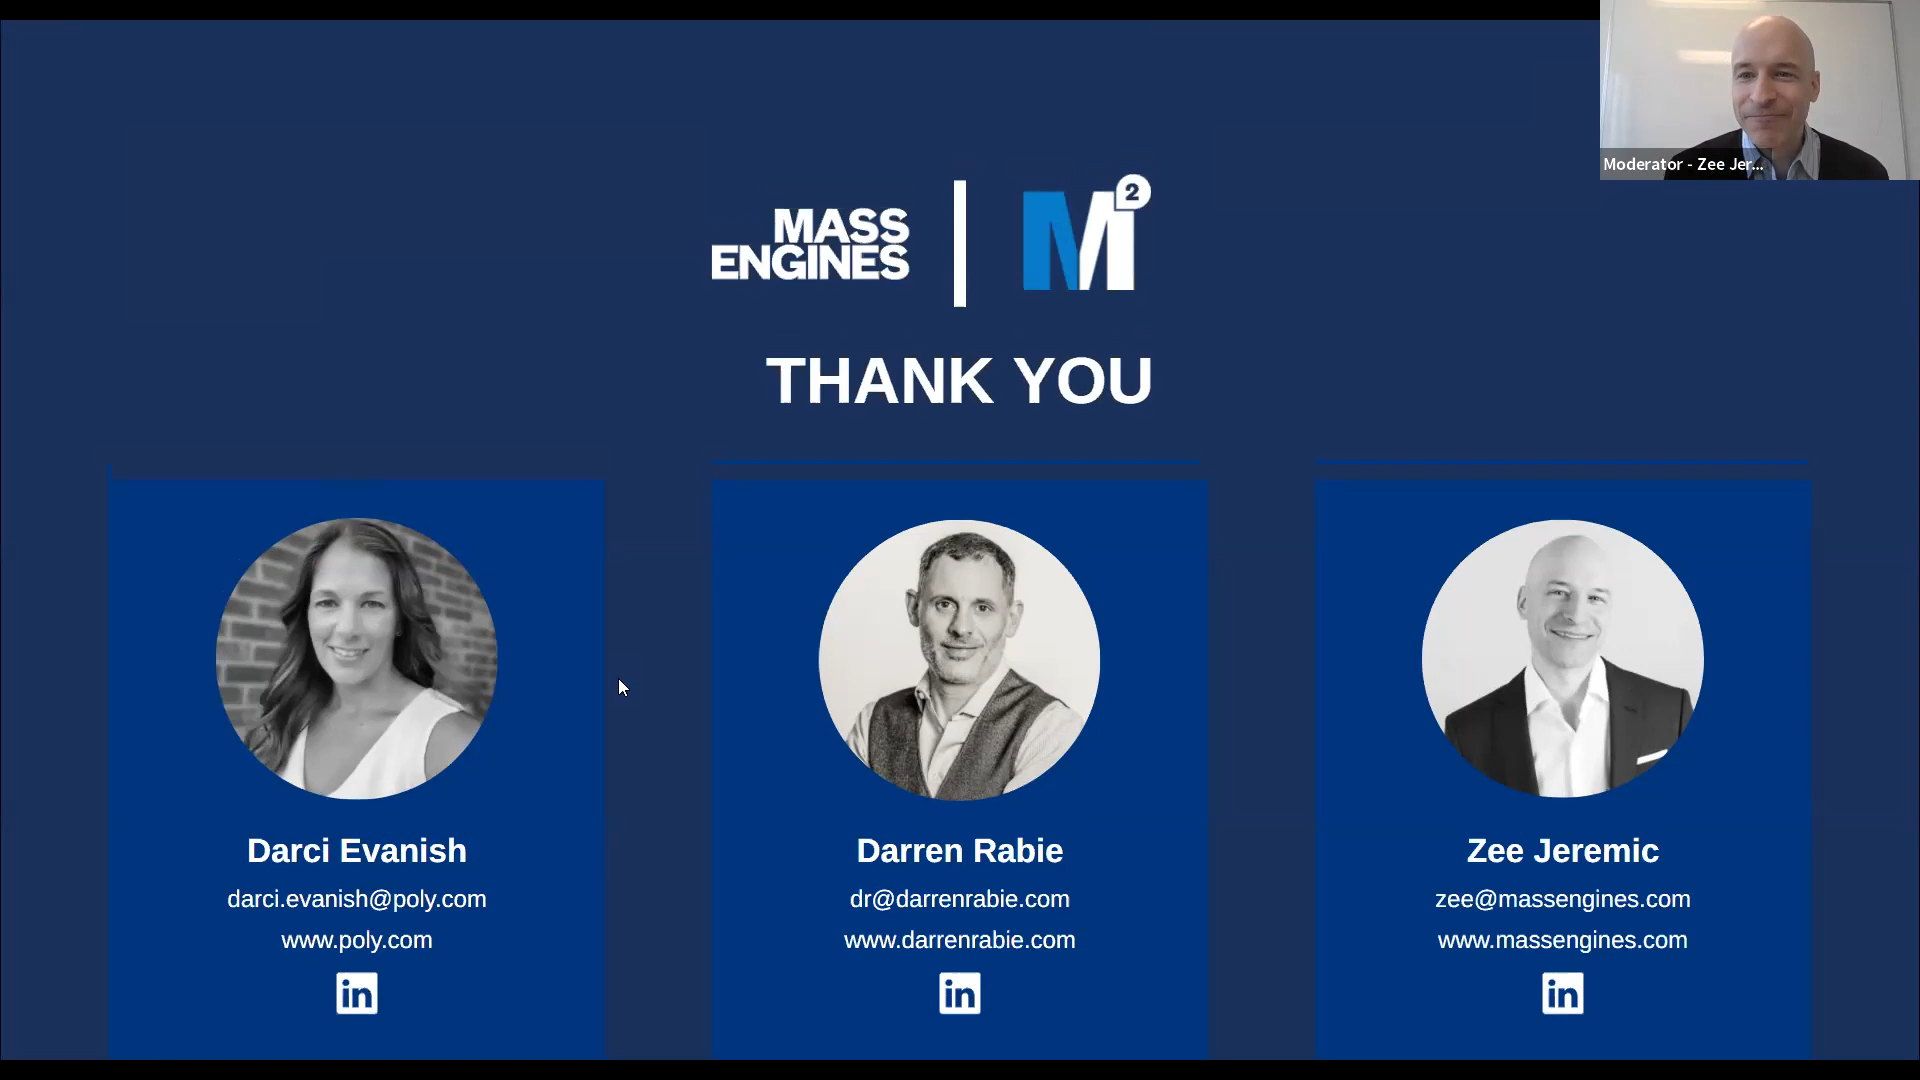 Moderator - Zee Jer...
MASS
ENGINES
M2
THANK YOU
Darci Evanish
darci.evanish@poly.com
www.poly.com
in
Darren Rabie
dr@darrenrabie.com
www.darrenrabie.com
in
Zee Jeremic
zee@massengines.com
www.massengines.com
in